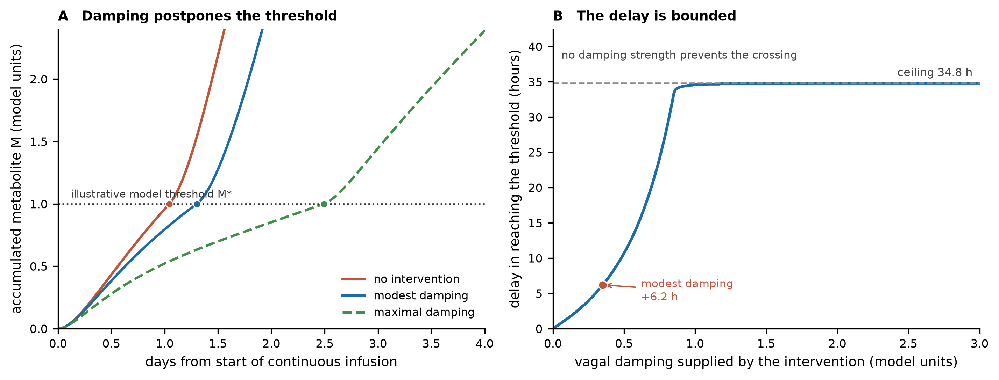 A Damping postpones the threshold
accumulated metabolite M (model units)
2.0
1.5
1.0
0.5
0.0
illustrative model threshold M*
no intervention
modest damping
maximal damping
0.0 0.5 1.0 1.5 2.0 2.5 3.0 3.5 4.0
days from start of continuous infusion
B The delay is bounded
delay in reaching the threshold (hours)
40
35
30
25
20
15
10
5
0
no damping strength prevents the crossing
ceiling 34.8 h
modest damping
+6.2 h
0.0 0.5 1.0 1.5 2.0 2.5 3.0
vagal damping supplied by the intervention (model units)